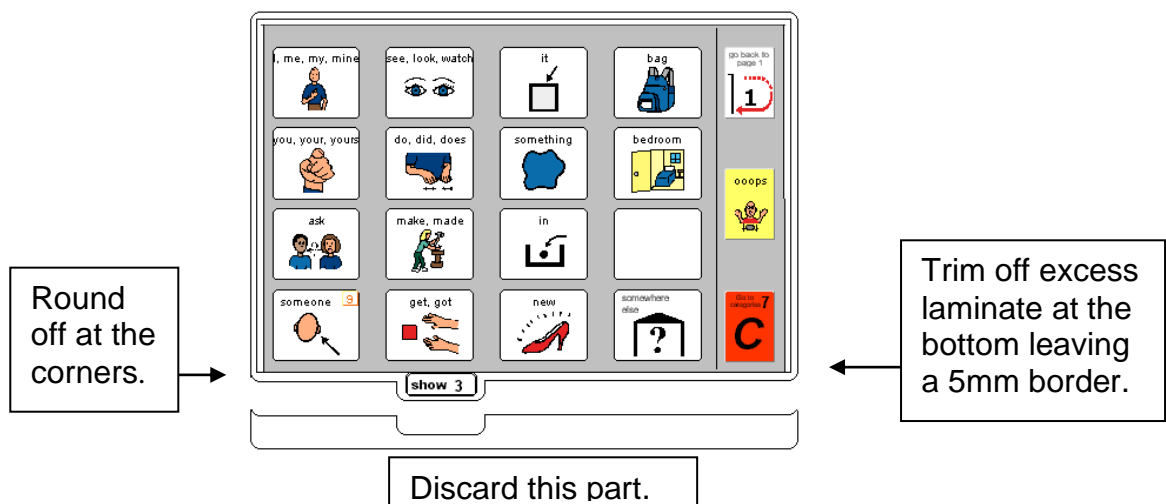 I, me, my, mine
see, look, watch
it
bag
go back to
page 1
1
you, your, yours
do, did, does
something
bedroom
ooops
ask
make, made
in
someone 9
get, got
new
somewhere
else
?
Go to
categories 7
C
show 3
Round
off at the
corners.
Trim off excess
laminate at the
bottom leaving
a 5mm border.
Discard this part.